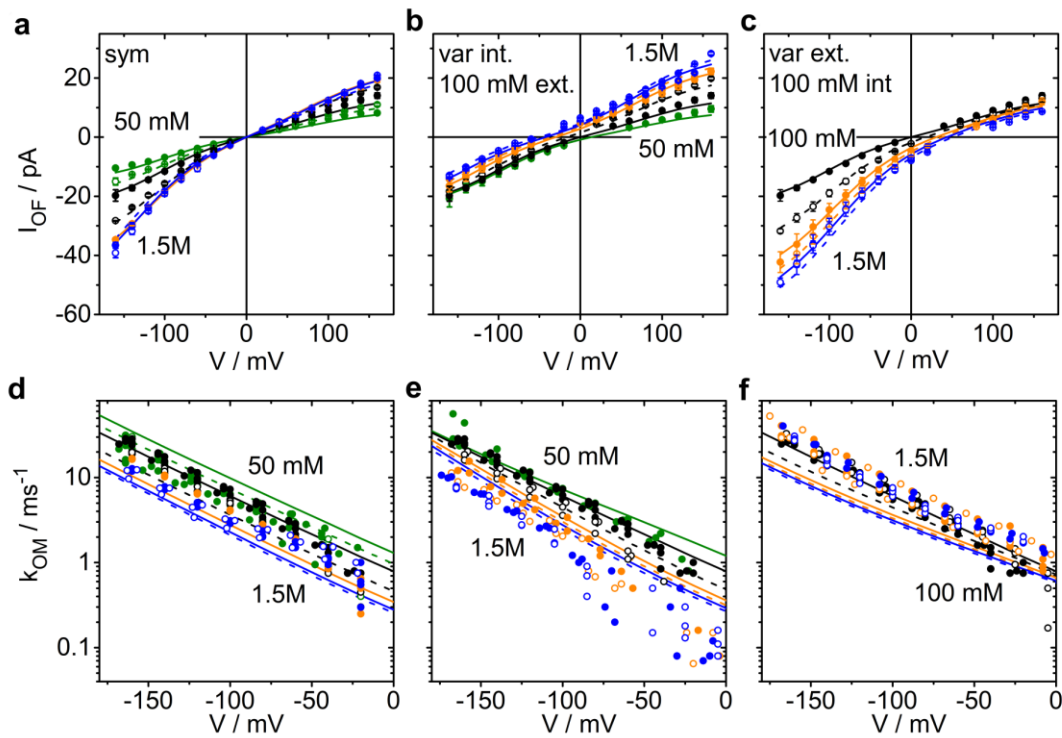 a
sym
50 mM
1.5M
20
0
-20
-40
-60
I_OF / pA
-100
0
100
V / mV
b
var int.
100 mM ext.
1.5M
50 mM
-100
0
100
V / mV
c
var ext.
100 mM int
100 mM
1.5M
-100
0
100
V / mV
d
50 mM
1.5M
10
1
0.1
k_OM / ms⁻¹
-150
-100
-50
0
V / mV
e
50 mM
1.5M
-150
-100
-50
0
V / mV
f
1.5M
100 mM
-150
-100
-50
0
V / mV